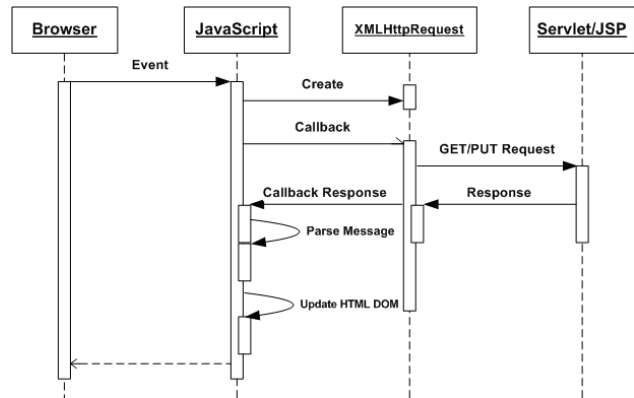 Browser
JavaScript
XMLHttpRequest
Servlet/JSP
Event
Create
Callback
GET/PUT Request
Callback Response
Response
Parse Message
Update HTML DOM